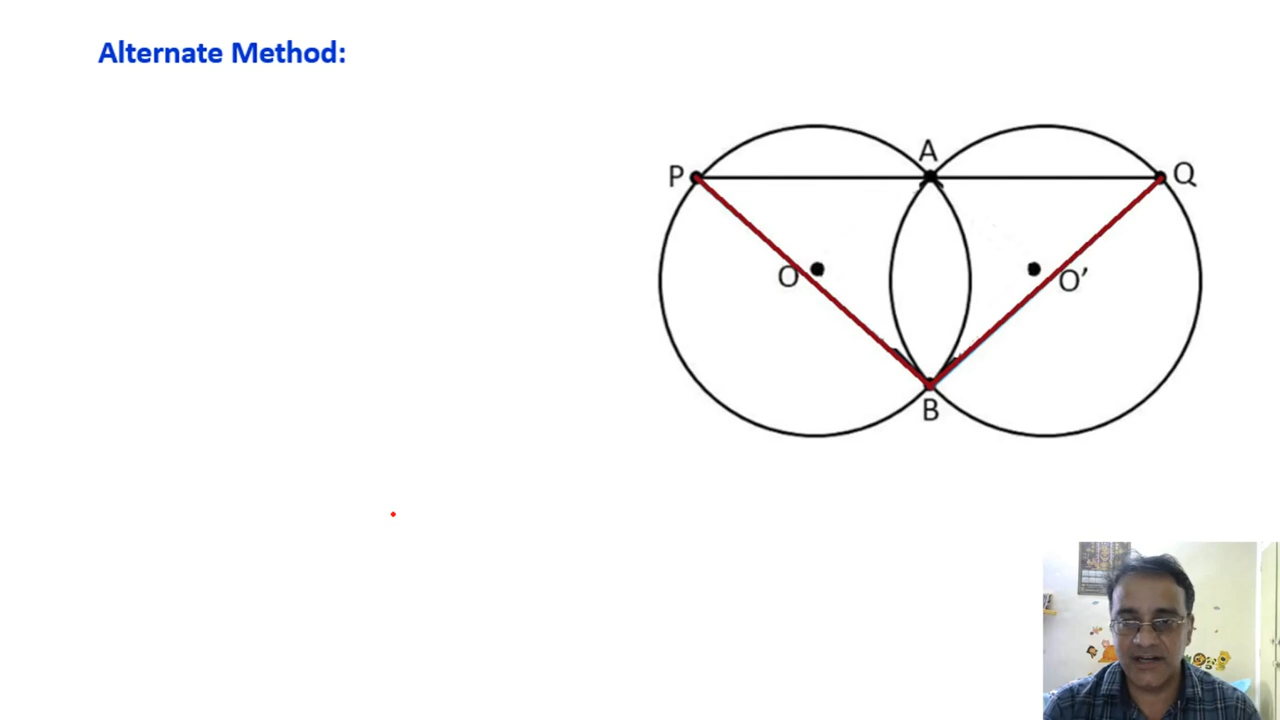 Alternate Method:
A
P
Q
O
O′
B